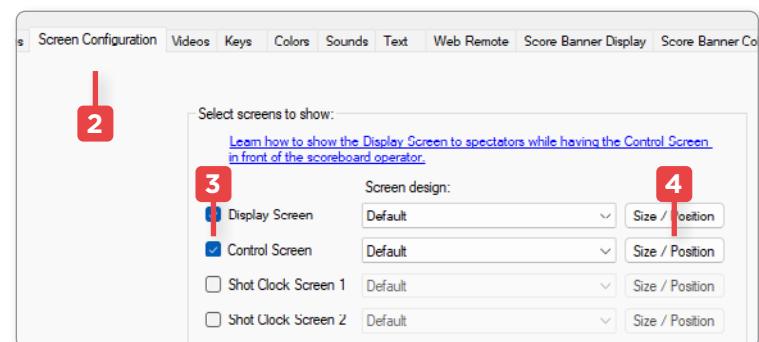 s Screen Configuration Videos Keys Colors Sounds Text Web Remote Score Banner Display Score Banner Co
2
Select screens to show:
Learn how to show the Display Screen to spectators while having the Control Screen
in front of the scoreboard operator.
3
Screen design:
4
Display Screen Default Size / Position
Control Screen Default Size / Position
Shot Clock Screen 1 Default Size / Position
Shot Clock Screen 2 Default Size / Position